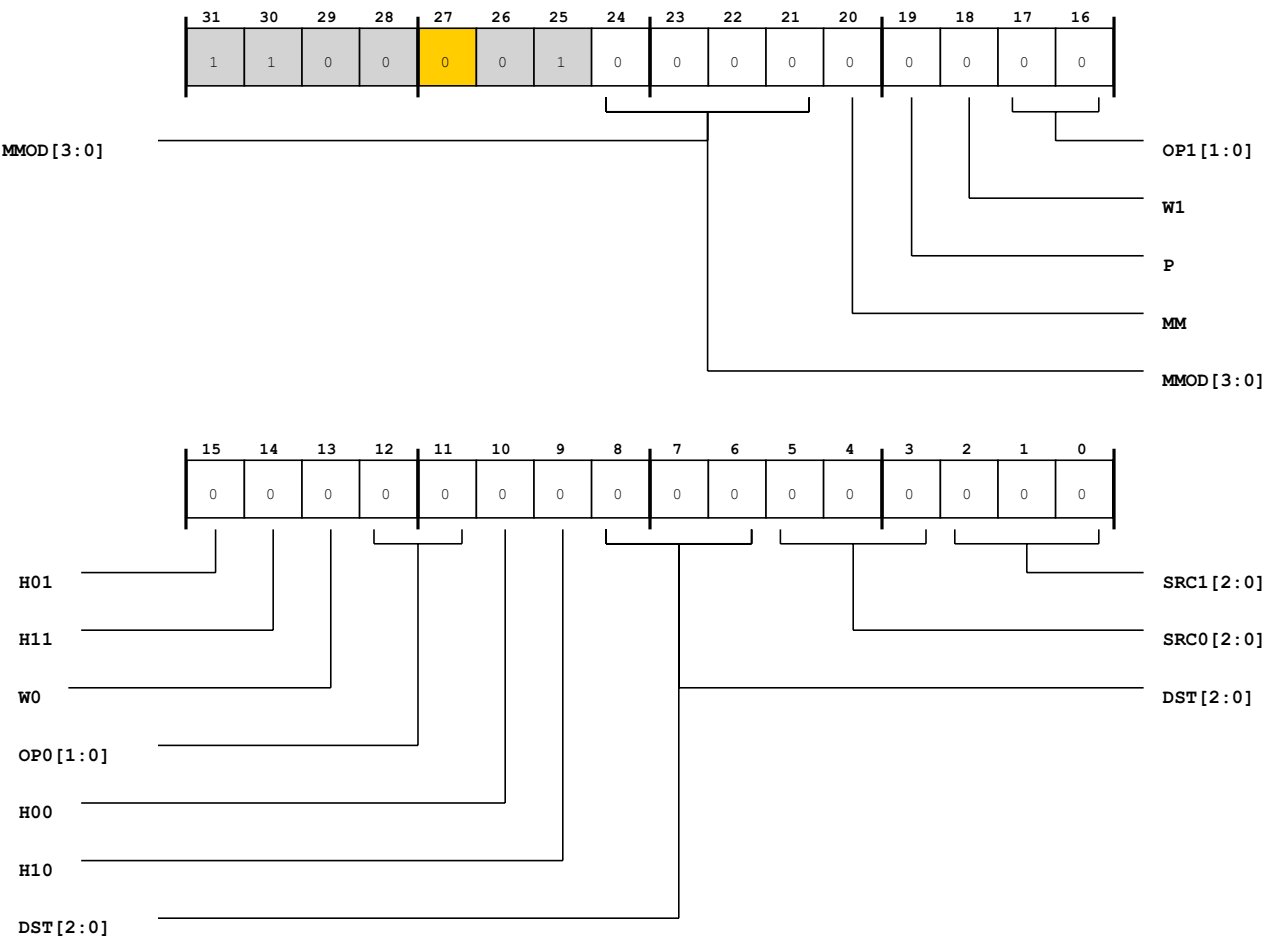 31 30 29 28 27 26 25 24 23 22 21 20 19 18 17 16
1 1 0 0 0 0 1 0 0 0 0 0 0 0 0 0
MMOD[3:0]
OP1[1:0]
W1
P
MM
MMOD[3:0]
15 14 13 12 11 10 9 8 7 6 5 4 3 2 1 0
0 0 0 0 0 0 0 0 0 0 0 0 0 0 0 0
H01
SRC1[2:0]
H11
SRC0[2:0]
W0
DST[2:0]
OP0[1:0]
H00
H10
DST[2:0]